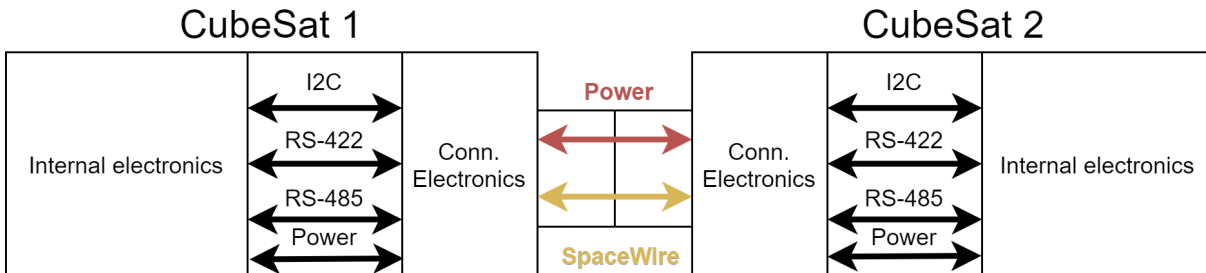 CubeSat 1
CubeSat 2
Internal electronics
I2C
RS-422
RS-485
Power
Conn.
Electronics
Power
SpaceWire
Conn.
Electronics
I2C
RS-422
RS-485
Power
Internal electronics